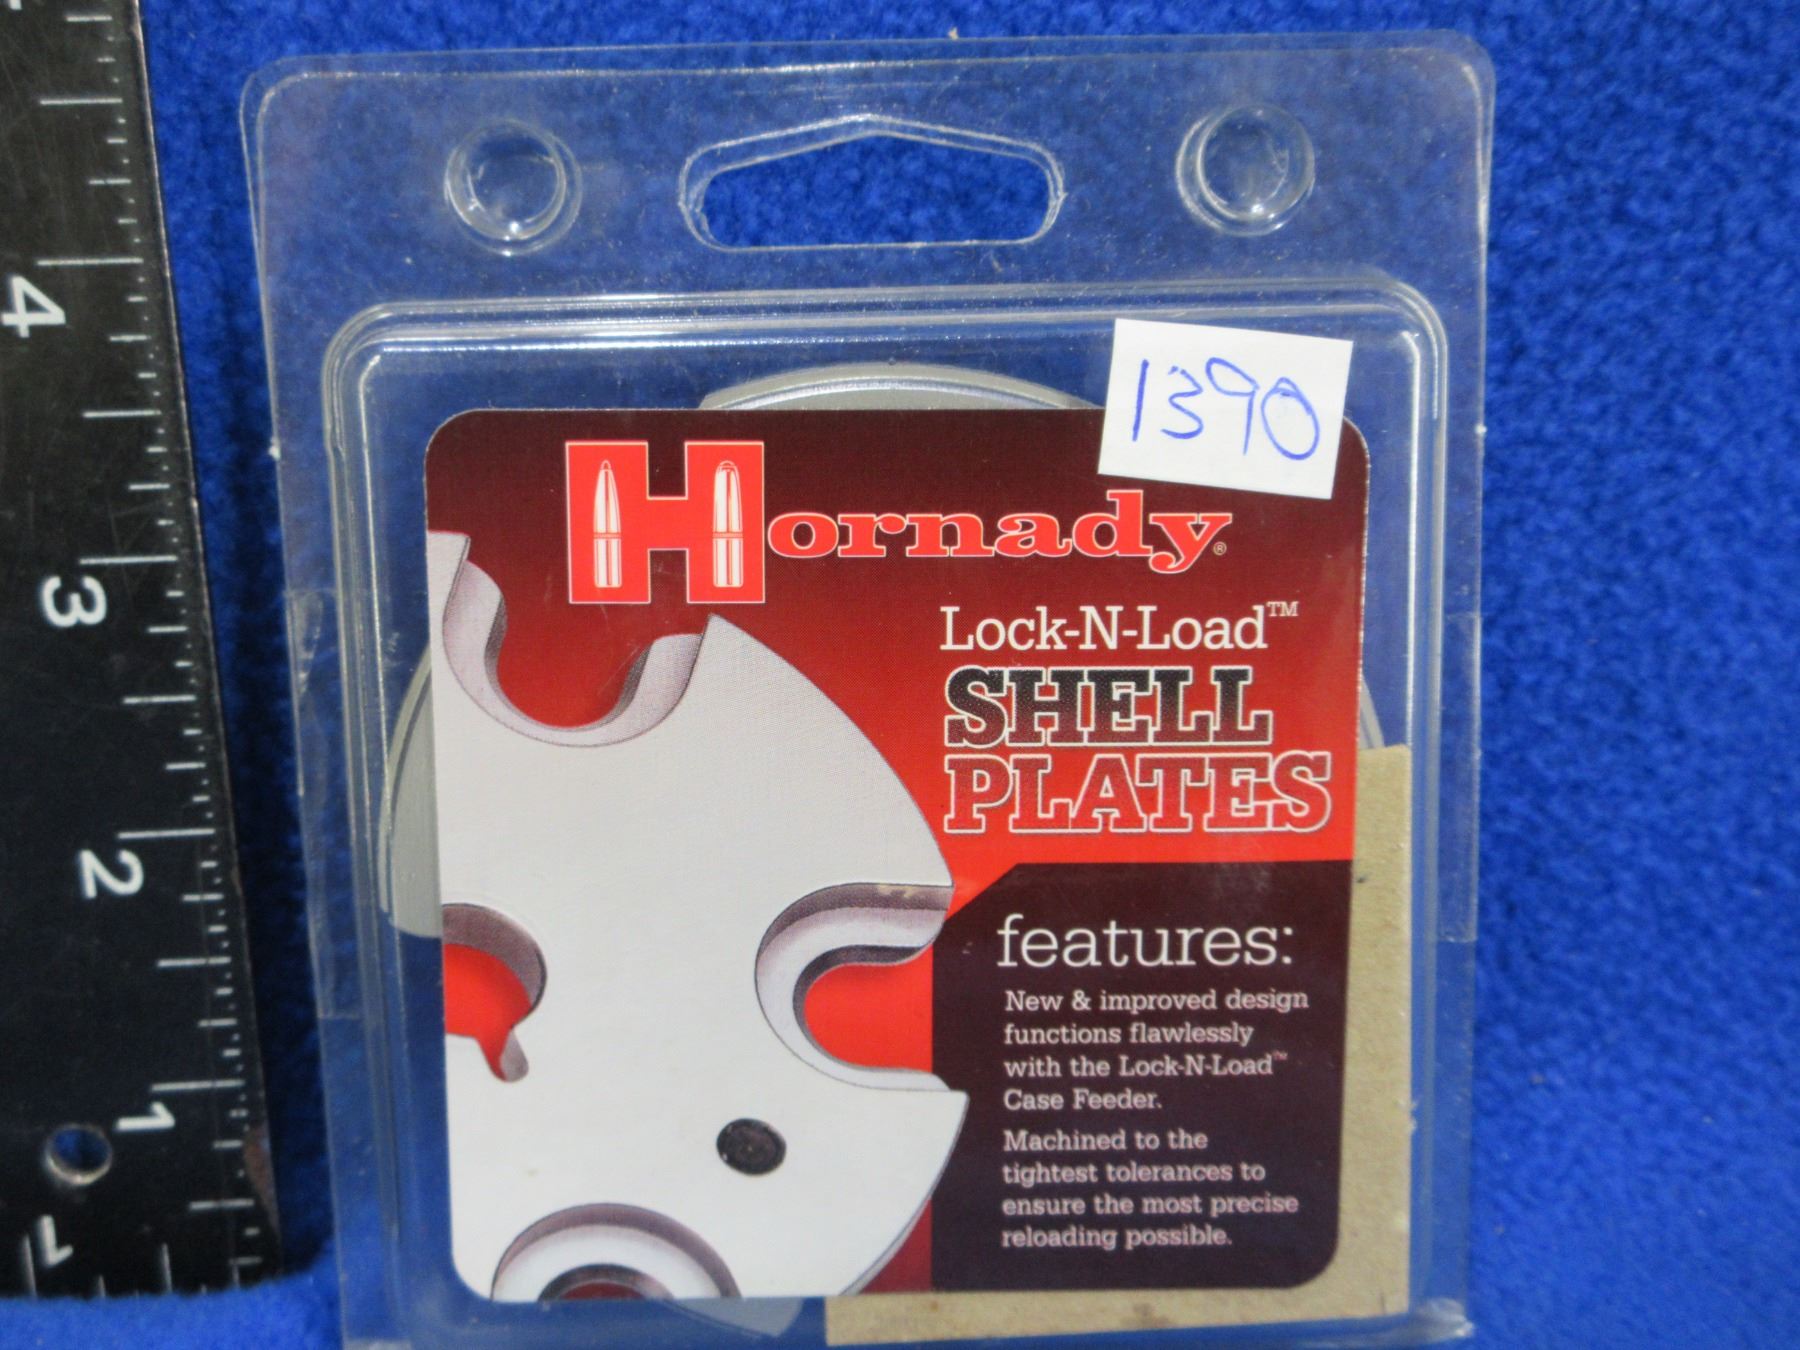 1390
Hornady®
Lock-N-Load™
SHELL
PLATES
features:
New & improved design
functions flawlessly
with the Lock-N-Load™
Case Feeder.
Machined to the
tightest tolerances to
ensure the most precise
reloading possible.
4
3
2
1
1